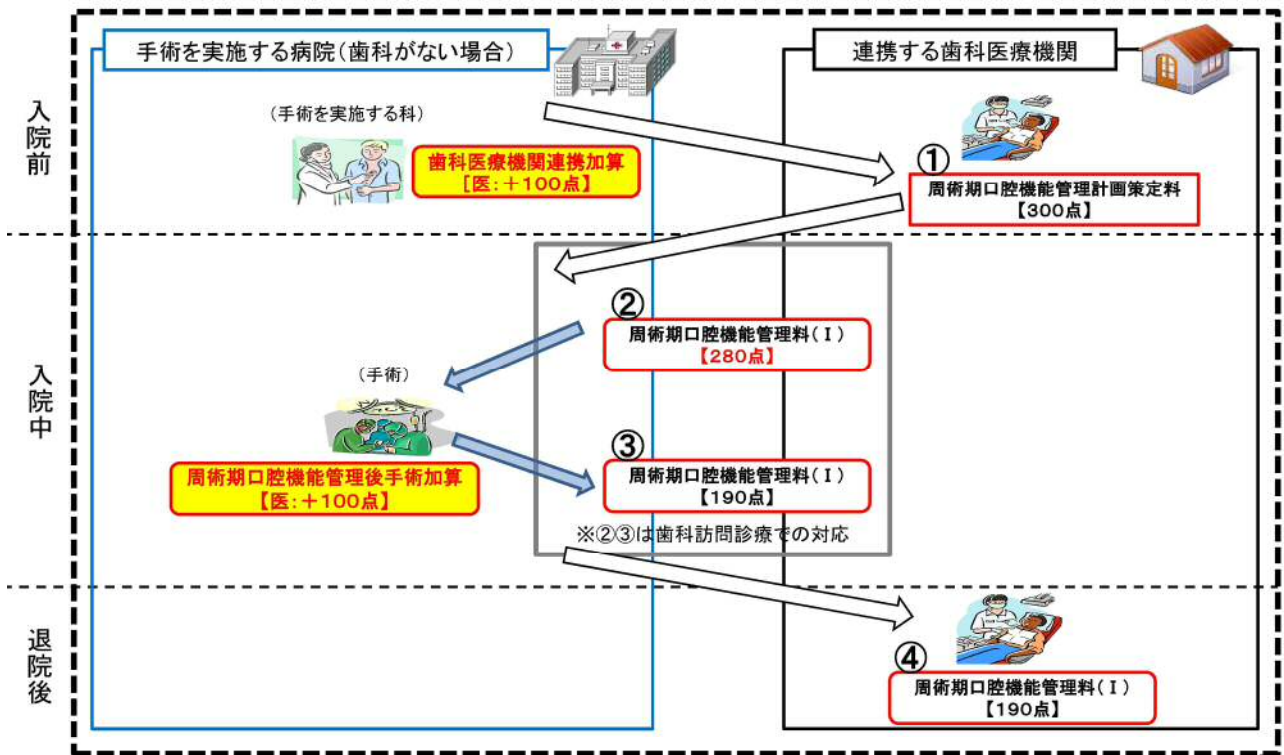 手術を実施する病院(歯科がない場合)
連携する歯科医療機関
入院前
(手術を実施する科)
歯科医療機関連携加算
[医:+100点]
①
周術期口腔機能管理計画策定料
【300点】
入院中
②
周術期口腔機能管理料(Ⅰ)
【280点】
(手術)
周術期口腔機能管理後手術加算
【医:+100点】
③
周術期口腔機能管理料(Ⅰ)
【190点】
※②③は歯科訪問診療での対応
退院後
④
周術期口腔機能管理料(Ⅰ)
【190点】